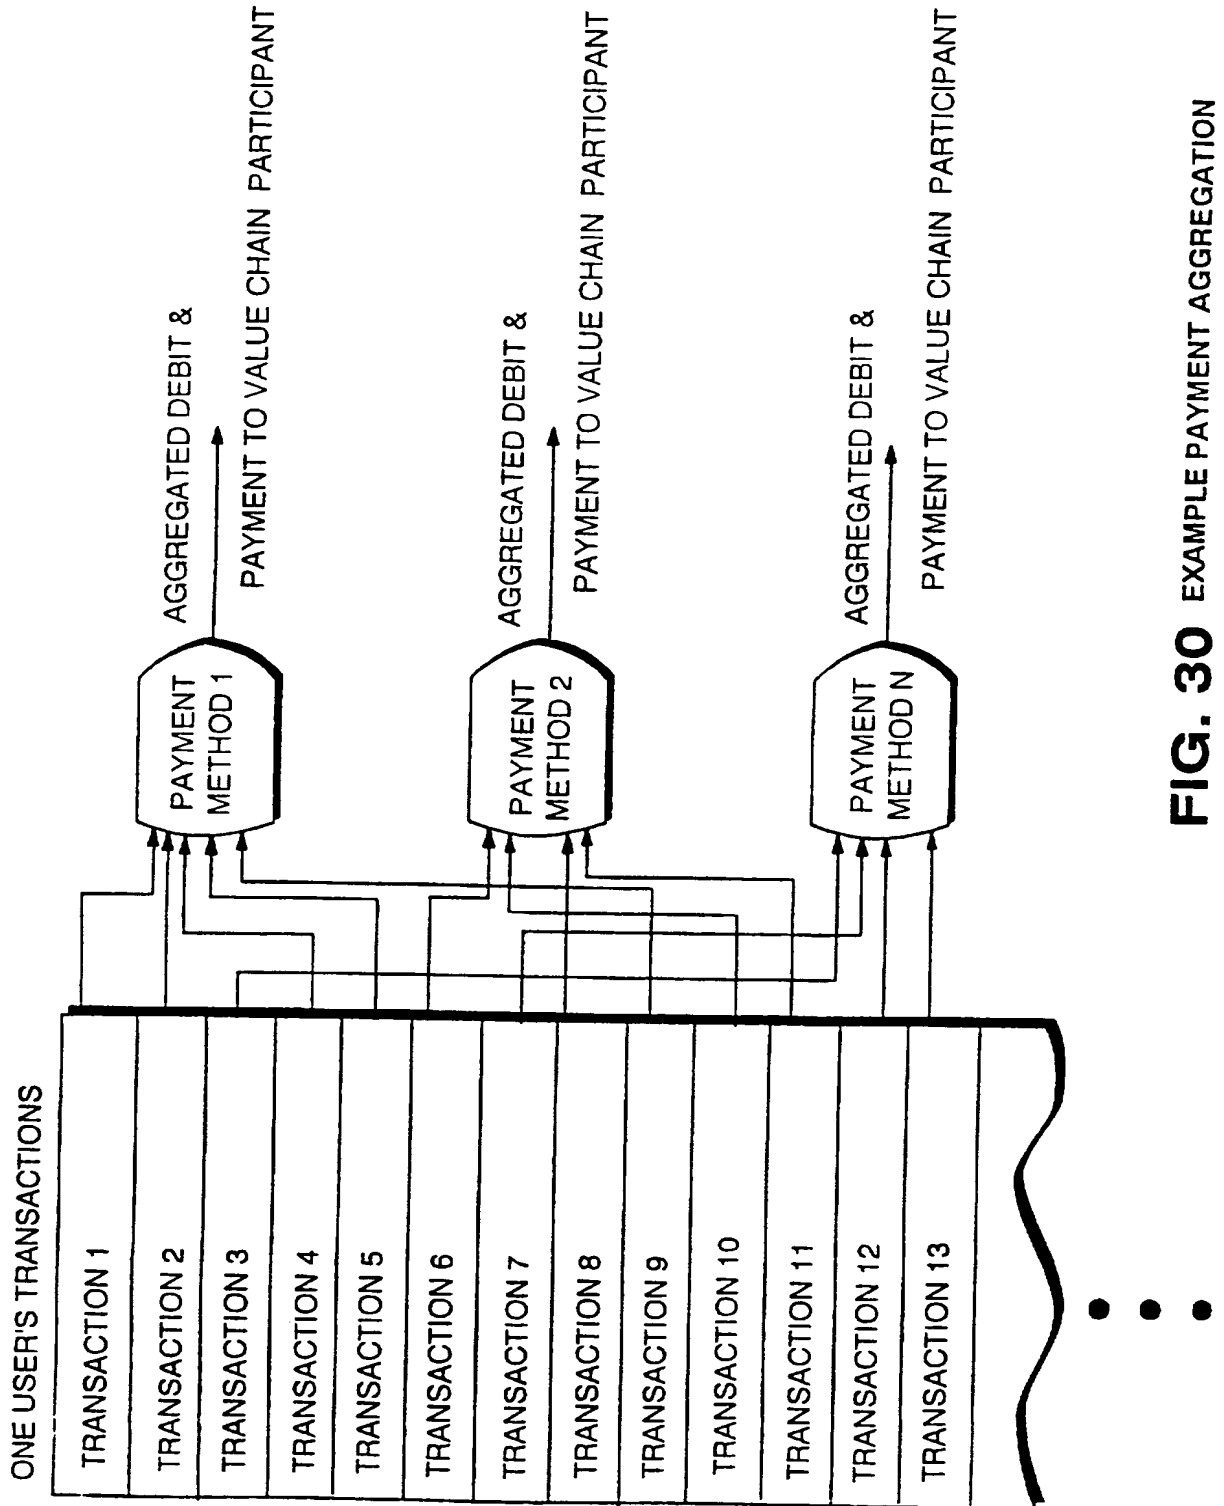 ONE USER'S TRANSACTIONS
TRANSACTION 1
TRANSACTION 2
TRANSACTION 3
TRANSACTION 4
TRANSACTION 5
TRANSACTION 6
TRANSACTION 7
TRANSACTION 8
TRANSACTION 9
TRANSACTION 10
TRANSACTION 11
TRANSACTION 12
TRANSACTION 13
PAYMENT
METHOD 1
AGGREGATED DEBIT &
PAYMENT TO VALUE CHAIN PARTICIPANT
PAYMENT
METHOD 2
AGGREGATED DEBIT &
PAYMENT TO VALUE CHAIN PARTICIPANT
PAYMENT
METHOD N
AGGREGATED DEBIT &
PAYMENT TO VALUE CHAIN PARTICIPANT
FIG. 30 EXAMPLE PAYMENT AGGREGATION